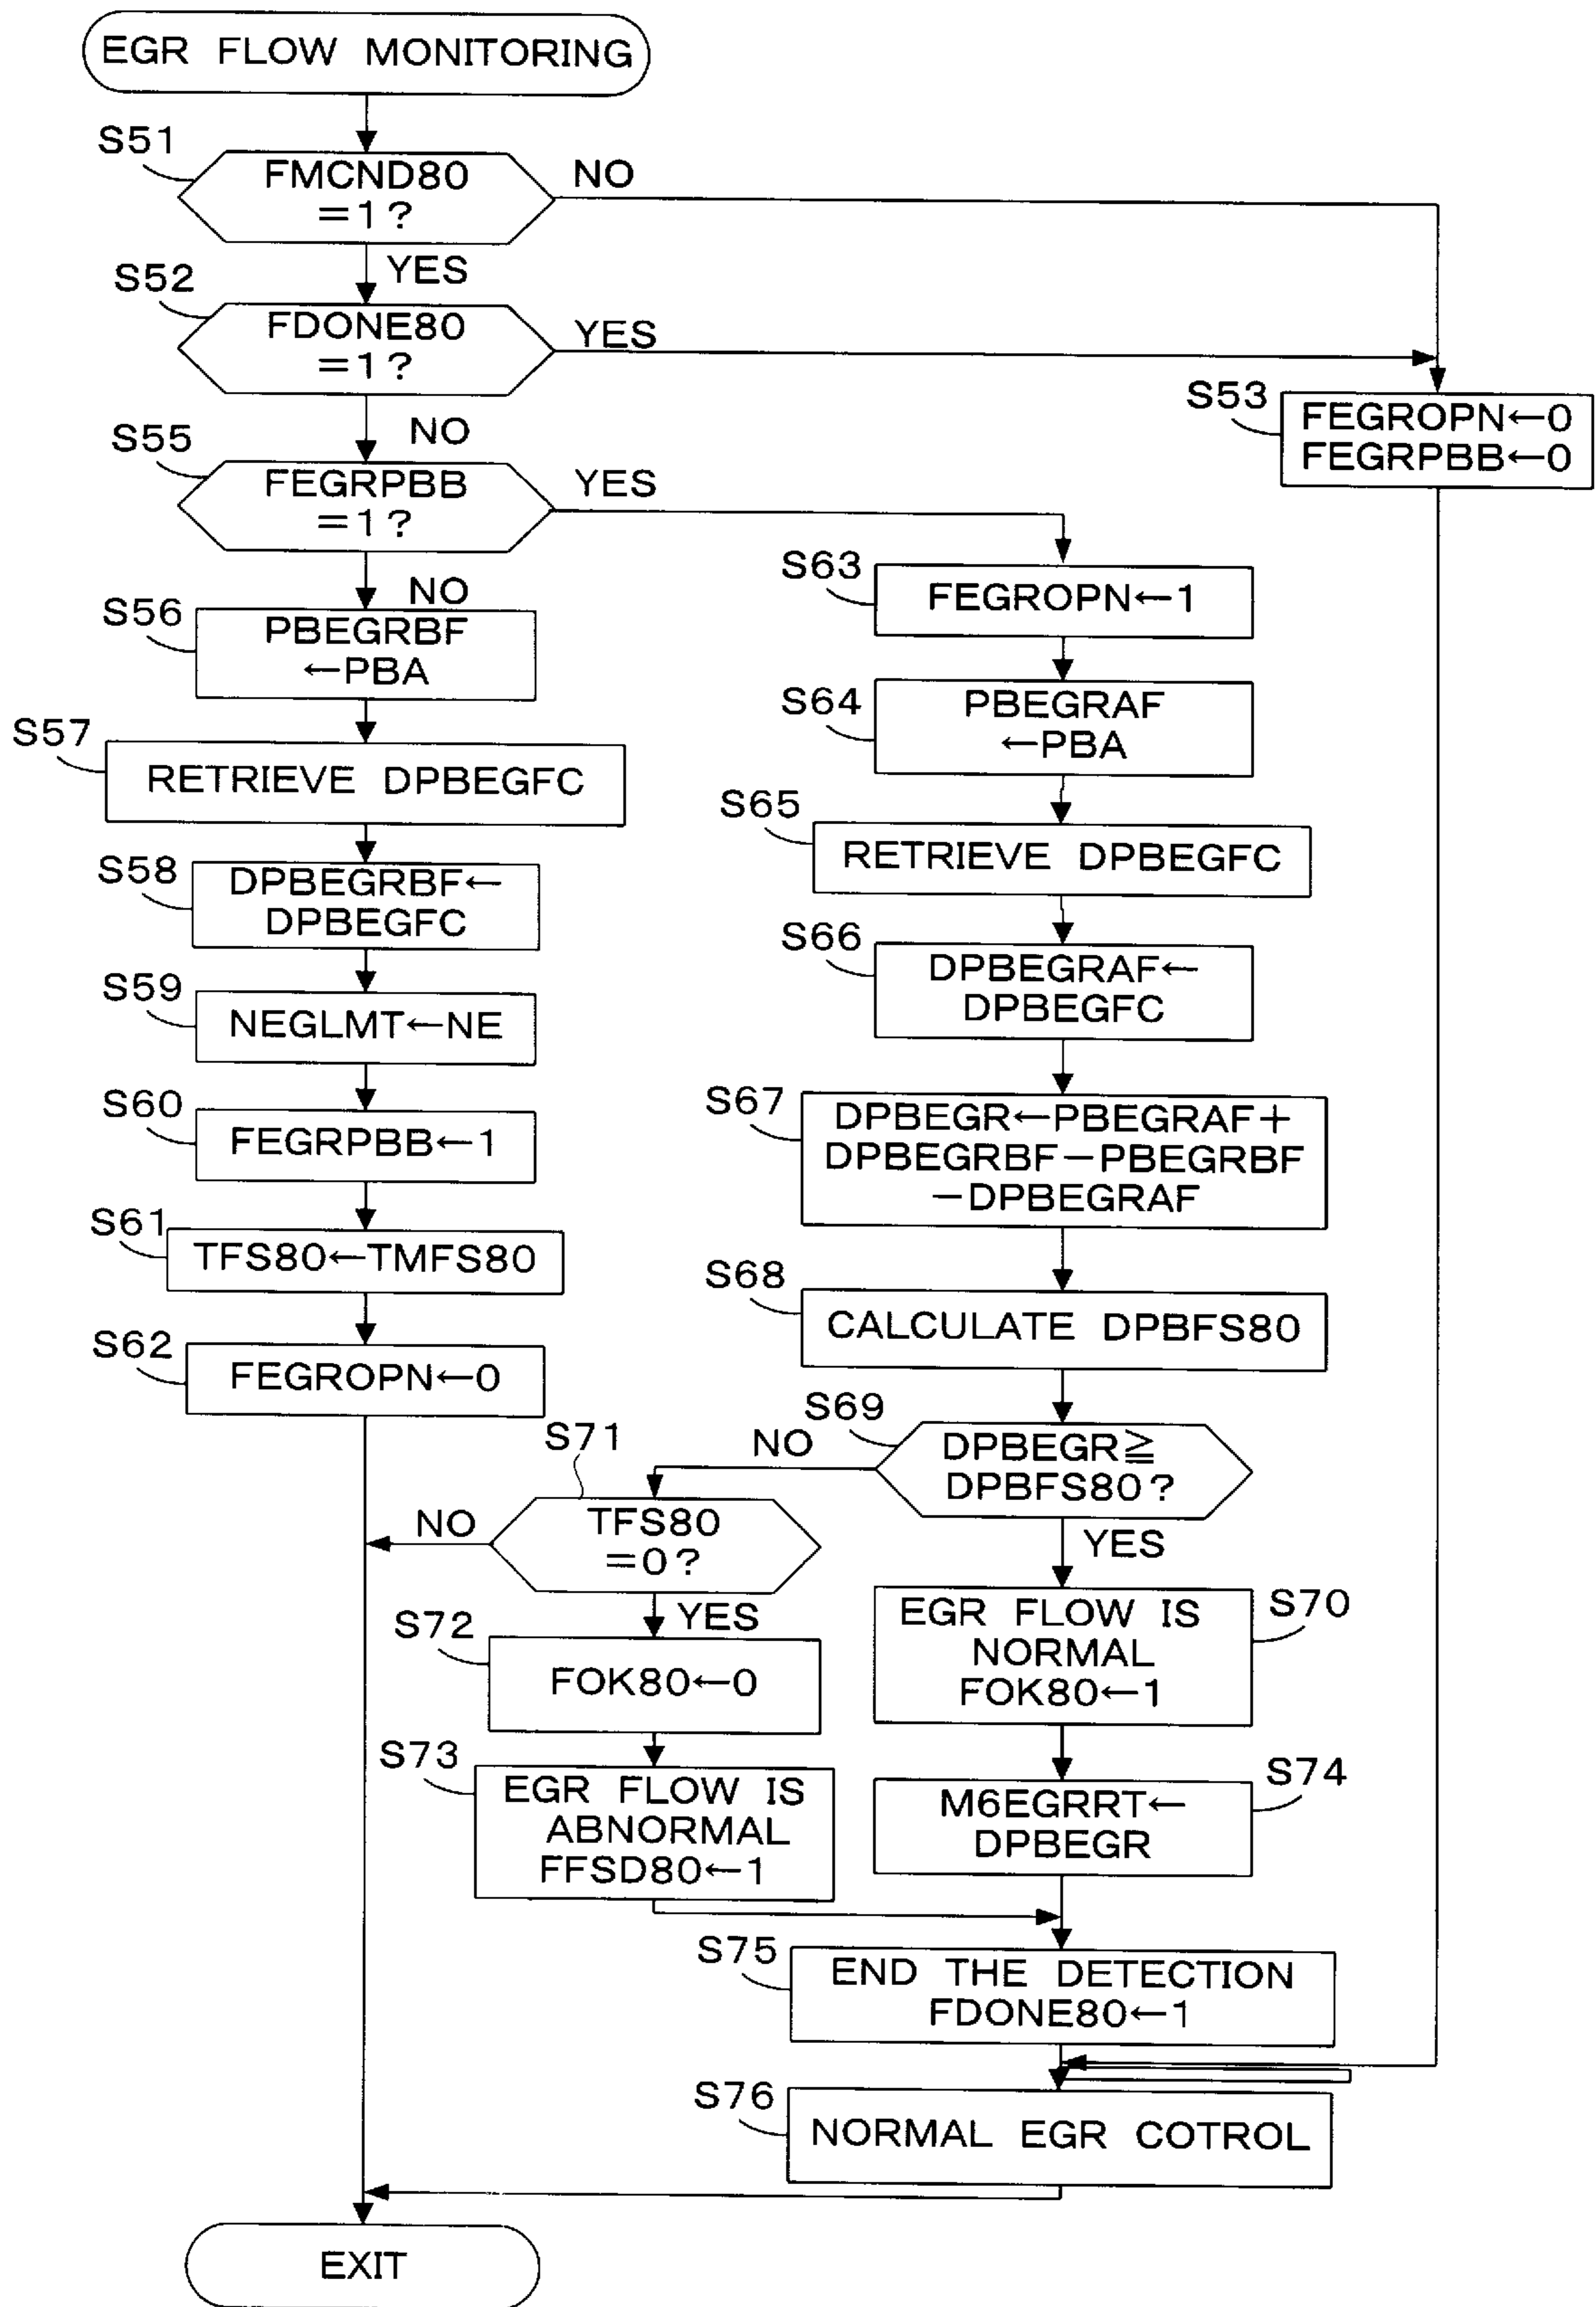 EGR FLOW MONITORING
S51
FMCND80
=1?
NO
YES
S52
FDONE80
=1?
YES
NO
S53
FEGROPN←0
FEGRPBB←0
S55
FEGRPBB
=1?
YES
NO
S56
PBEGRBF
←PBA
S57
RETRIEVE DPBEGFC
S58
DPBEGRBF←
DPBEGFC
S59
NEGLMT←NE
S60
FEGRPBB←1
S61
TFS80←TMFS80
S62
FEGROPN←0
S63
FEGROPN←1
S64
PBEGRAF
←PBA
S65
RETRIEVE DPBEGFC
S66
DPBEGRAF←
DPBEGFC
S67
DPBEGR←PBEGRAF+
DPBEGRBF-PBEGRBF
-DPBEGRAF
S68
CALCULATE DPBFS80
S69
DPBEGR≧
DPBFS80?
NO
YES
S71
TFS80
=0?
NO
YES
S70
EGR FLOW IS
NORMAL
FOK80←1
S72
FOK80←0
S73
EGR FLOW IS
ABNORMAL
FFSD80←1
S74
M6EGRRT←
DPBEGR
S75
END THE DETECTION
FDONE80←1
S76
NORMAL EGR COTROL
EXIT